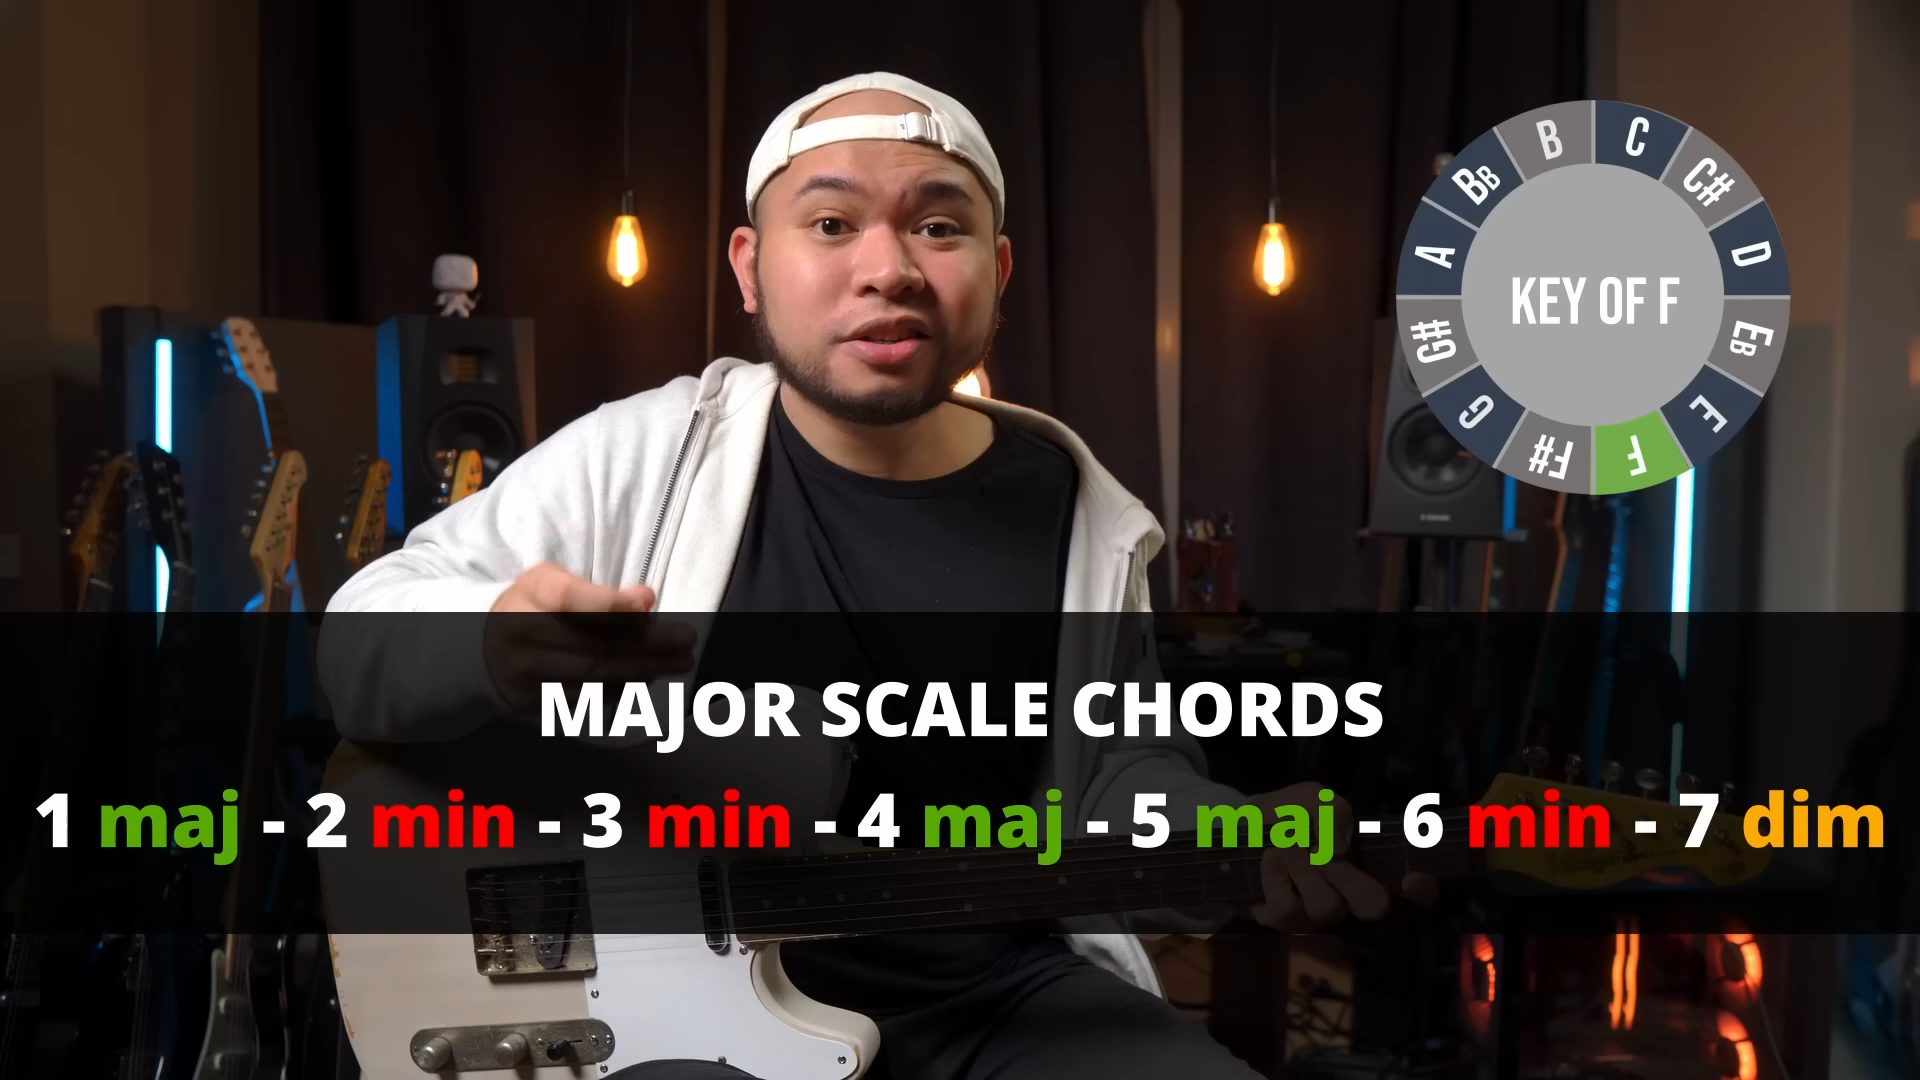 C
C#
D
EB
E
F
F#
G
G#
A
BB
B
KEY OF F
MAJOR SCALE CHORDS
1 maj - 2 min - 3 min - 4 maj - 5 maj - 6 min - 7 dim